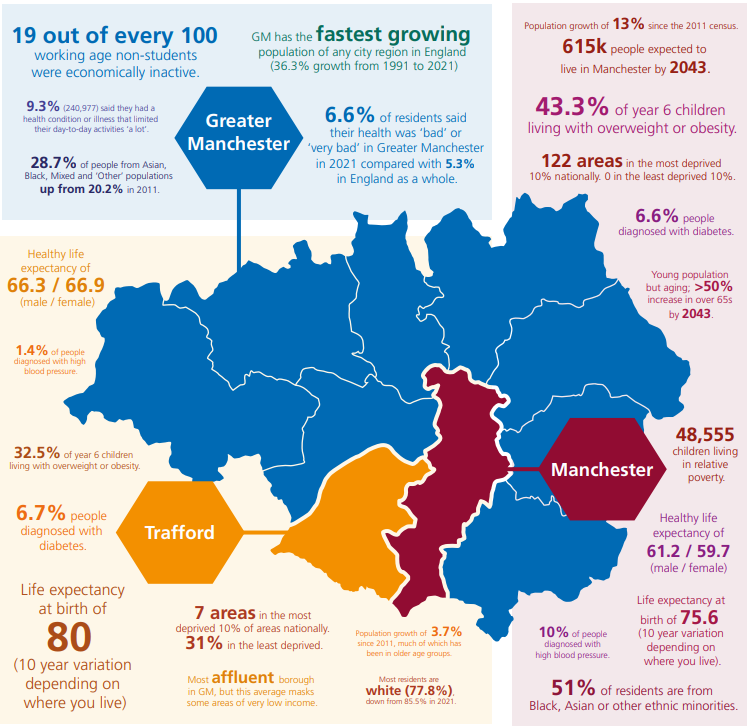 19 out of every 100
working age non-students
were economically inactive.
GM has the fastest growing
population of any city region in England
(36.3% growth from 1991 to 2021)
9.3% (240,977) said they had a
health condition or illness that limited
their day-to-day activities 'a lot'.
Greater
Manchester
6.6% of residents said
their health was 'bad' or
'very bad' in Greater Manchester
in 2021 compared with 5.3%
in England as a whole.
28.7% of people from Asian,
Black, Mixed and 'Other' populations
up from 20.2% in 2011.
Population growth of 13% since the 2011 census.
615k people expected to
live in Manchester by 2043.
43.3% of year 6 children
living with overweight or obesity.
122 areas in the most deprived
10% nationally. 0 in the least deprived 10%.
6.6% people
diagnosed with diabetes.
Young population
but aging; >50%
increase in over 65s
by 2043.
Manchester
48,555
children living
in relative
poverty.
Healthy life
expectancy of
61.2 / 59.7
(male / female)
Life expectancy at
birth of 75.6
(10 year variation
depending on
where you live).
10% of people
diagnosed with
high blood pressure.
51% of residents are from
Black, Asian or other ethnic minorities.
Healthy life
expectancy of
66.3 / 66.9
(male / female)
1.4% of people
diagnosed with high
blood pressure.
32.5% of year 6 children
living with overweight or obesity.
6.7% people
diagnosed with
diabetes.
Trafford
Life expectancy
at birth of
80
(10 year variation
depending on
where you live)
7 areas in the most
deprived 10% of areas nationally.
31% in the least deprived.
Most affluent borough
in GM, but this average masks
some areas of very low income.
Population growth of 3.7%
since 2011, much of which has
been in older age groups.
Most residents are
white (77.8%),
down from 85.5% in 2021.